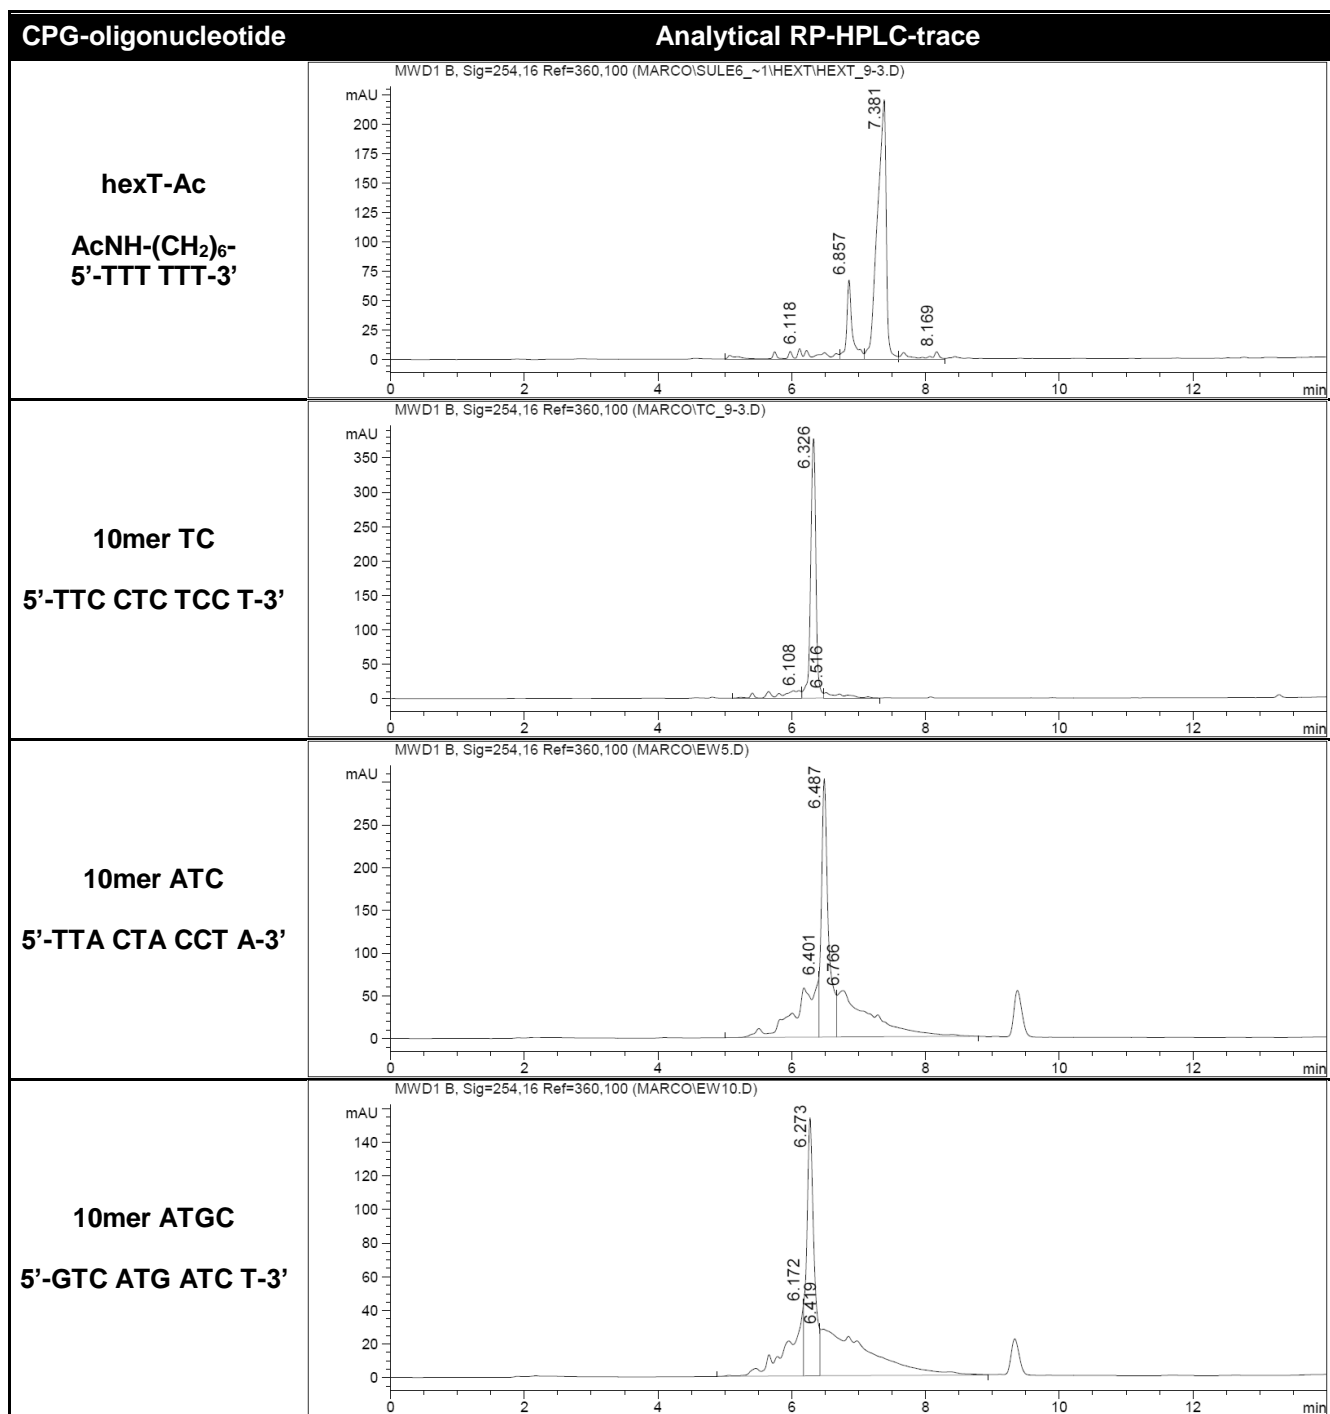 CPG-oligonucleotide Analytical RP-HPLC-trace
hexT-Ac
AcNH-(CH₂)₆-
5’-TTT TTT-3’
MWD1 B, Sig=254,16 Ref=360,100 (MARCO\SULE6_~1\HEXT\HEXT_9-3.D)
mAU
200
175
150
125
100
75
50
25
0
6.118
6.857
7.381
8.169
0 2 4 6 8 10 12 min
10mer TC
5’-TTC CTC TCC T-3’
MWD1 B, Sig=254,16 Ref=360,100 (MARCO\TC_9-3.D)
mAU
350
300
250
200
150
100
50
0
6.108
6.326
6.516
0 2 4 6 8 10 12 min
10mer ATC
5’-TTA CTA CCT A-3’
MWD1 B, Sig=254,16 Ref=360,100 (MARCO\EW5.D)
mAU
250
200
150
100
50
0
6.401
6.487
6.766
0 2 4 6 8 10 12 min
10mer ATGC
5’-GTC ATG ATC T-3’
MWD1 B, Sig=254,16 Ref=360,100 (MARCO\EW10.D)
mAU
140
120
100
80
60
40
20
0
6.172
6.273
6.419
0 2 4 6 8 10 12 min